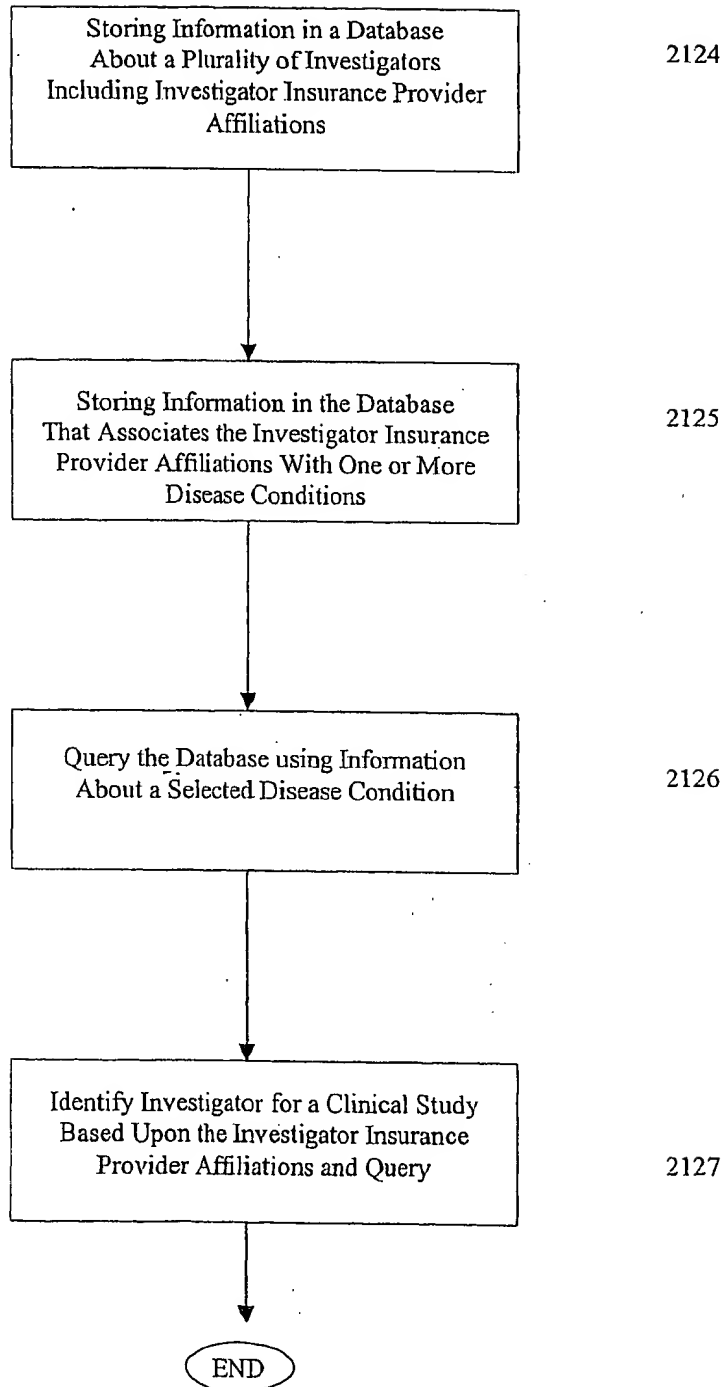 Storing Information in a Database
About a Plurality of Investigators
Including Investigator Insurance Provider
Affiliations
2124
Storing Information in the Database
That Associates the Investigator Insurance
Provider Affiliations With One or More
Disease Conditions
2125
Query the Database using Information
About a Selected Disease Condition
2126
Identify Investigator for a Clinical Study
Based Upon the Investigator Insurance
Provider Affiliations and Query
2127
END